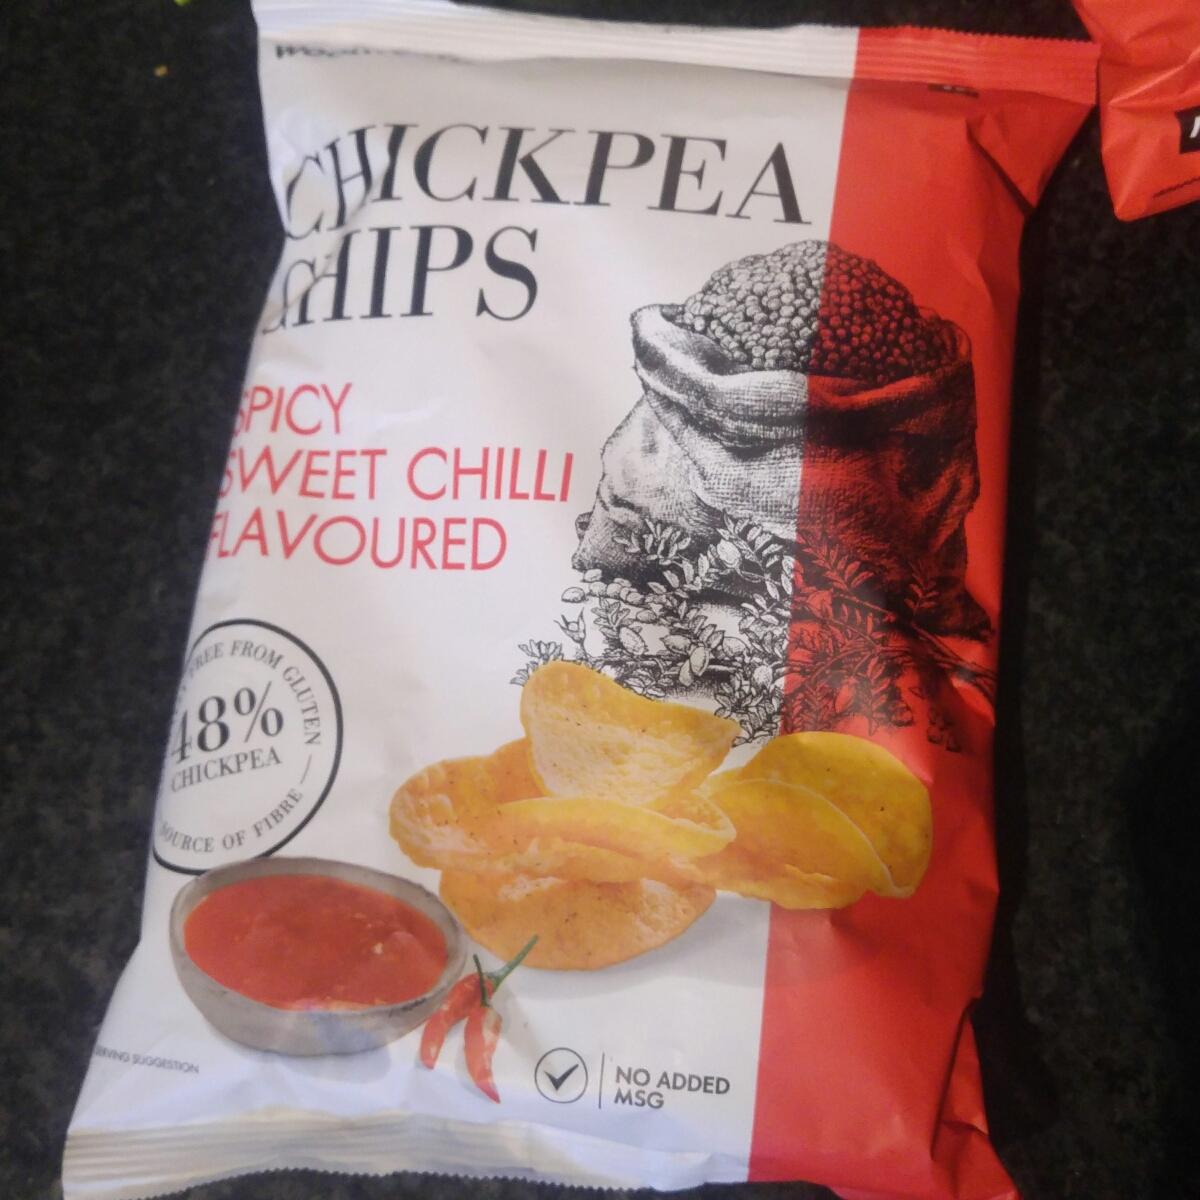 CHICKPEA
CHIPS
SPICY
SWEET CHILLI
FLAVOURED
FREE FROM GLUTEN
48%
CHICKPEA
SOURCE OF FIBRE
SERVING SUGGESTION
NO ADDED
MSG